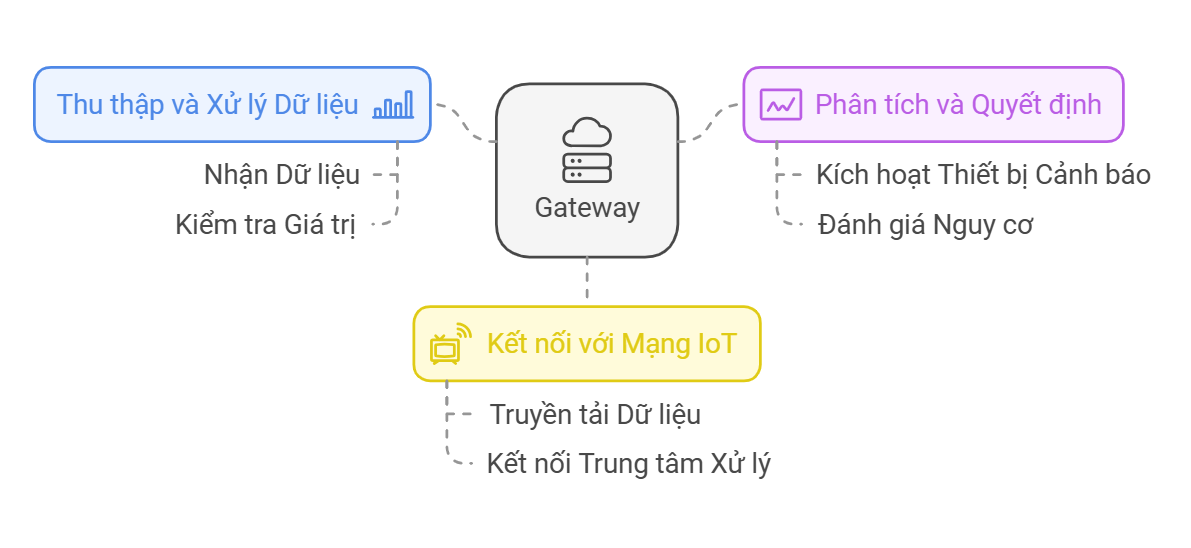 Thu thập và Xử lý Dữ liệu
Nhận Dữ liệu
Kiểm tra Giá trị
Gateway
Phân tích và Quyết định
Kích hoạt Thiết bị Cảnh báo
Đánh giá Nguy cơ
Kết nối với Mạng IoT
Truyền tải Dữ liệu
Kết nối Trung tâm Xử lý